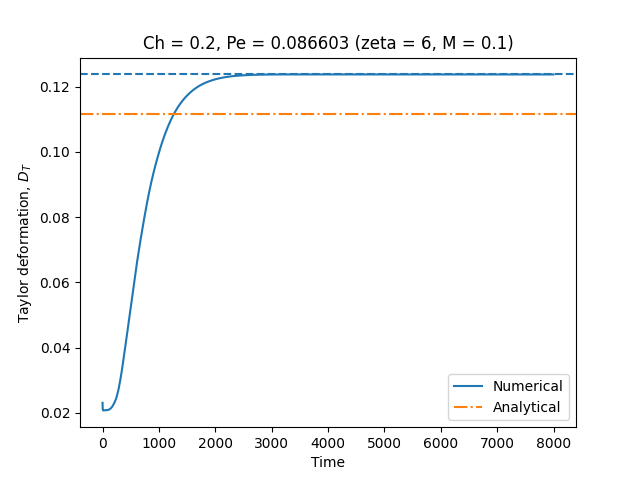 Ch = 0.2, Pe = 0.086603 (zeta = 6, M = 0.1)
Taylor deformation, D_T
0.12
0.10
0.08
0.06
0.04
0.02
0 1000 2000 3000 4000 5000 6000 7000 8000
Time
Numerical
Analytical